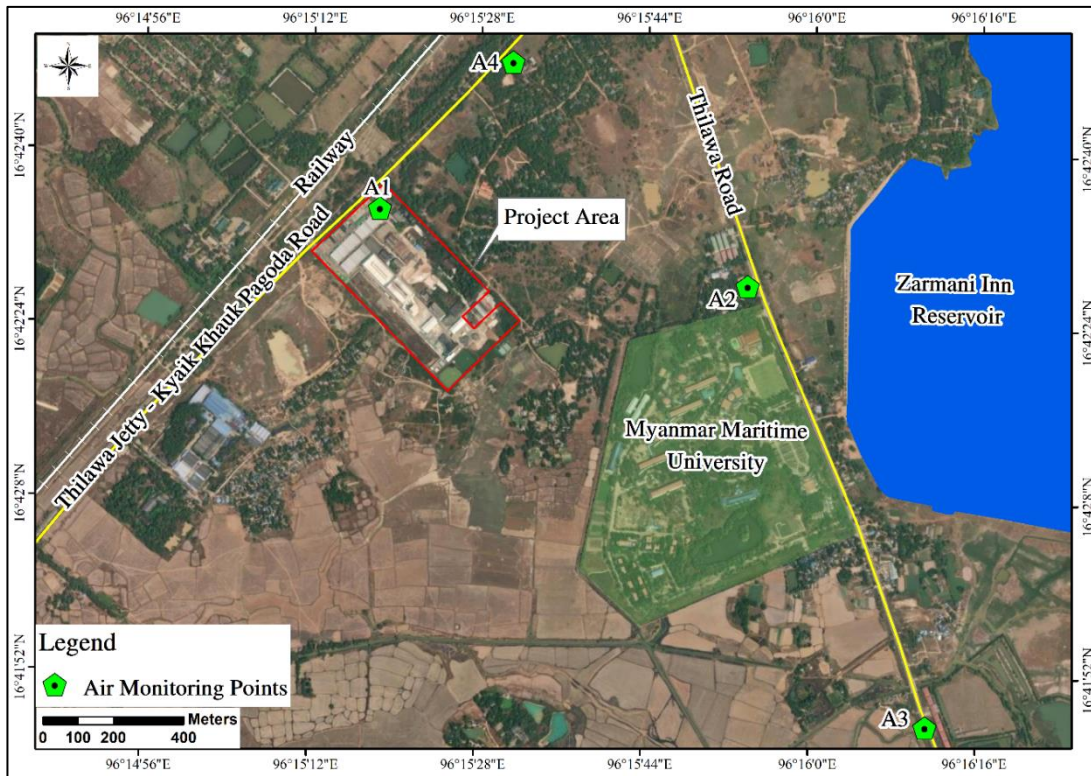 96°14'56"E 96°15'12"E 96°15'28"E 96°15'44"E 96°16'0"E 96°16'16"E
A4
16°42'40"N
16°42'40"N
Railway
Thilawa Road
A1
Project Area
Thilawa Jetty - Kyaik Khauk Pagoda Road
A2
Zarmani Inn
Reservoir
16°42'24"N
16°42'24"N
Myanmar Maritime
University
16°42'8"N
16°42'8"N
Legend
Air Monitoring Points
16°41'52"N
16°41'52"N
A3
Meters
0 100 200 400
96°14'56"E 96°15'12"E 96°15'28"E 96°15'44"E 96°16'0"E 96°16'16"E